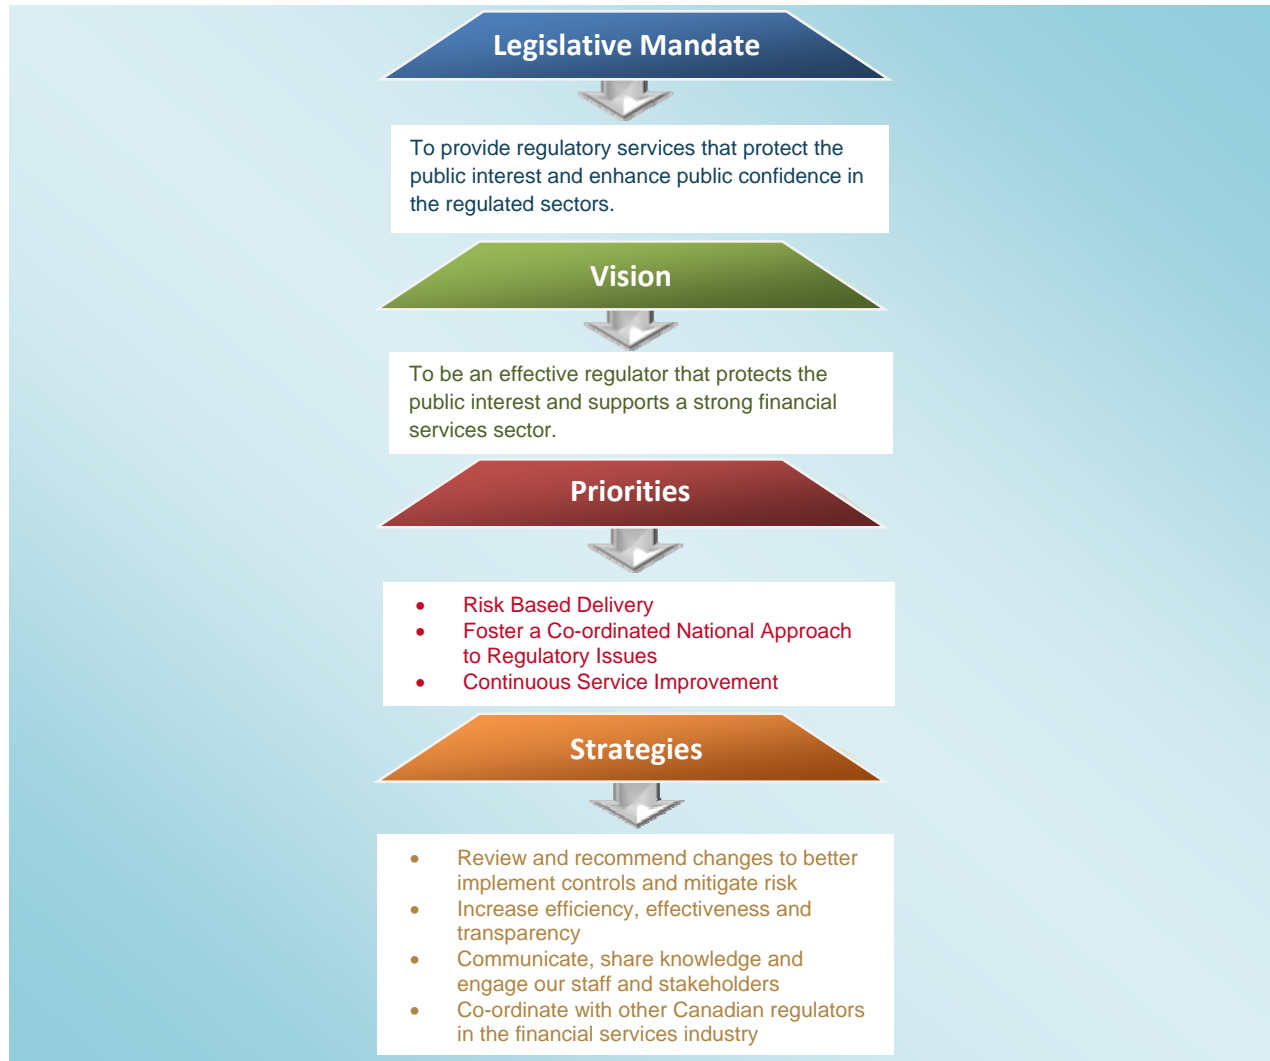 Legislative Mandate
To provide regulatory services that protect the
public interest and enhance public confidence in
the regulated sectors.
Vision
To be an effective regulator that protects the
public interest and supports a strong financial
services sector.
Priorities
• Risk Based Delivery
• Foster a Co-ordinated National Approach
to Regulatory Issues
• Continuous Service Improvement
Strategies
• Review and recommend changes to better
implement controls and mitigate risk
• Increase efficiency, effectiveness and
transparency
• Communicate, share knowledge and
engage our staff and stakeholders
• Co-ordinate with other Canadian regulators
in the financial services industry